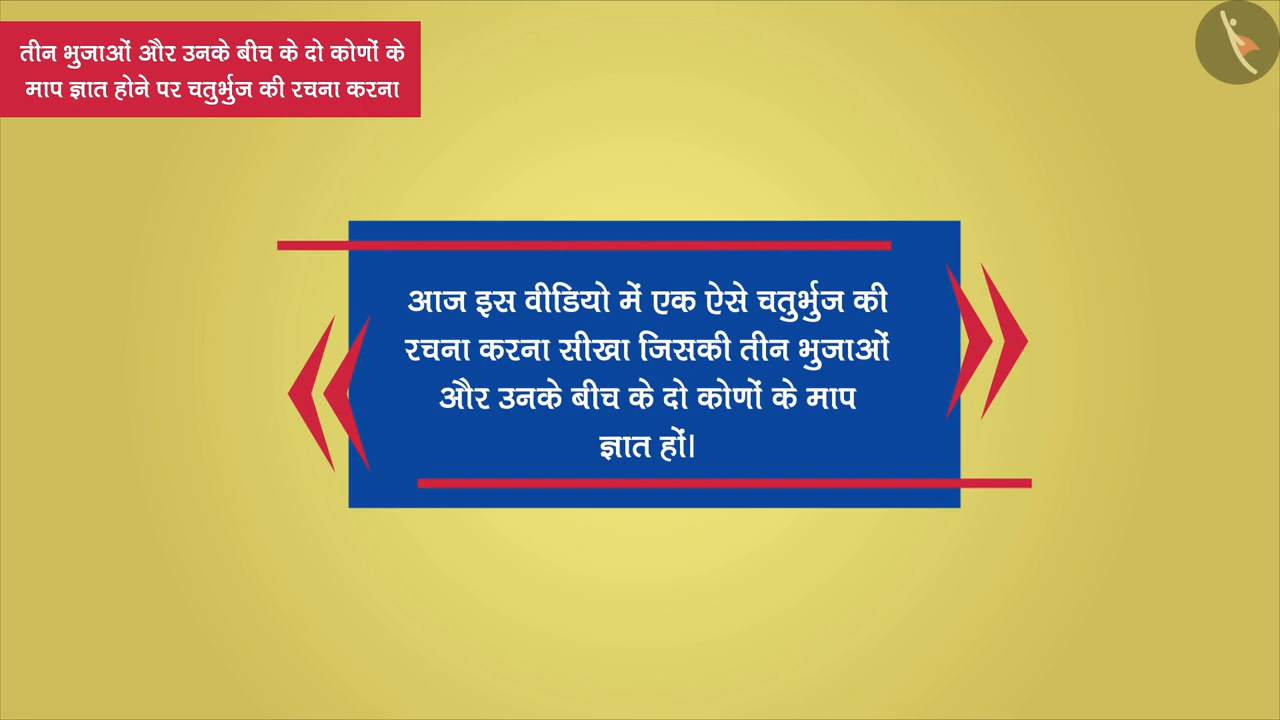 तीन भुजाओं और उनके बीच के दो कोणों के
माप ज्ञात होने पर चतुर्भुज की रचना करना
आज इस वीडियो में एक ऐसे चतुर्भुज की
रचना करना सीखा जिसकी तीन भुजाओं
और उनके बीच के दो कोणों के माप
ज्ञात हों।